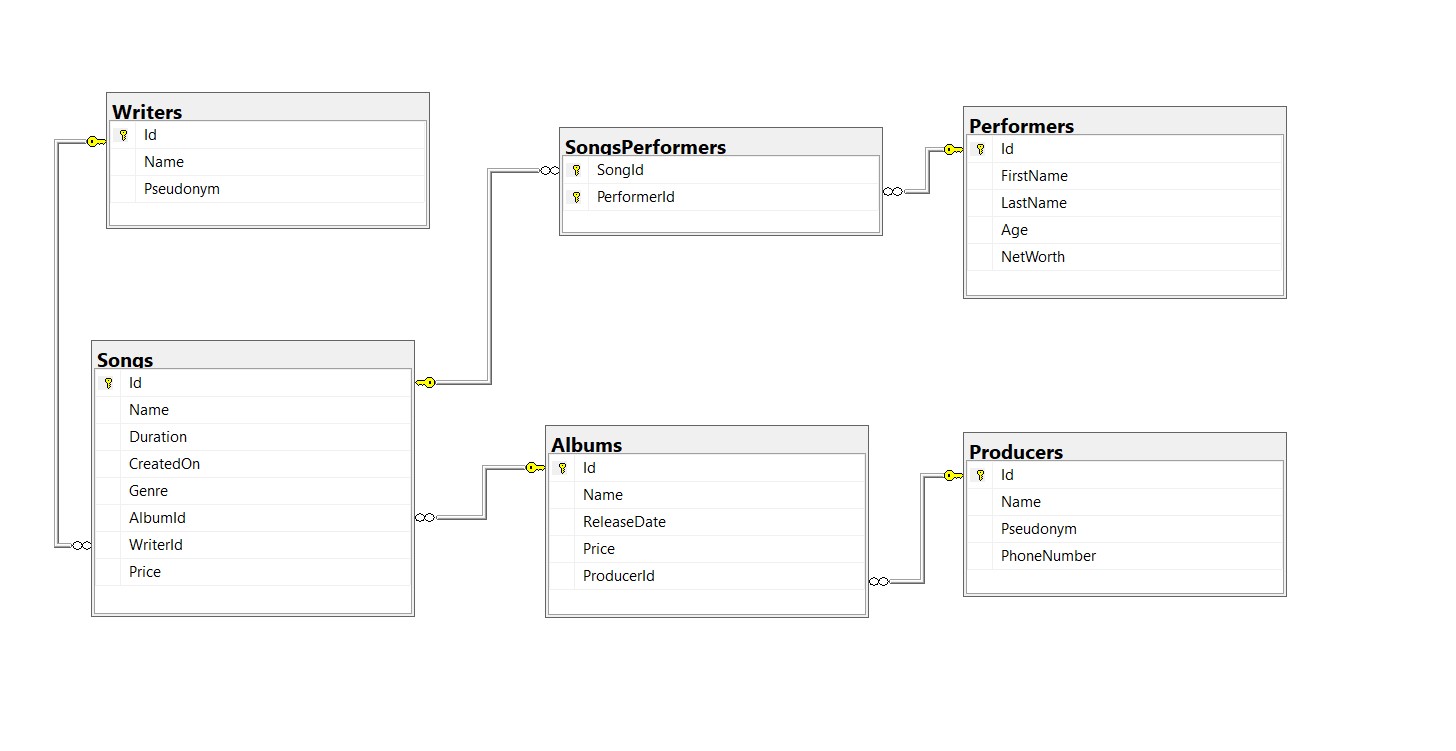 Writers
Id
Name
Pseudonym
SongsPerformers
SongId
PerformerId
Performers
Id
FirstName
LastName
Age
NetWorth
Songs
Id
Name
Duration
CreatedOn
Genre
AlbumId
WriterId
Price
Albums
Id
Name
ReleaseDate
Price
ProducerId
Producers
Id
Name
Pseudonym
PhoneNumber